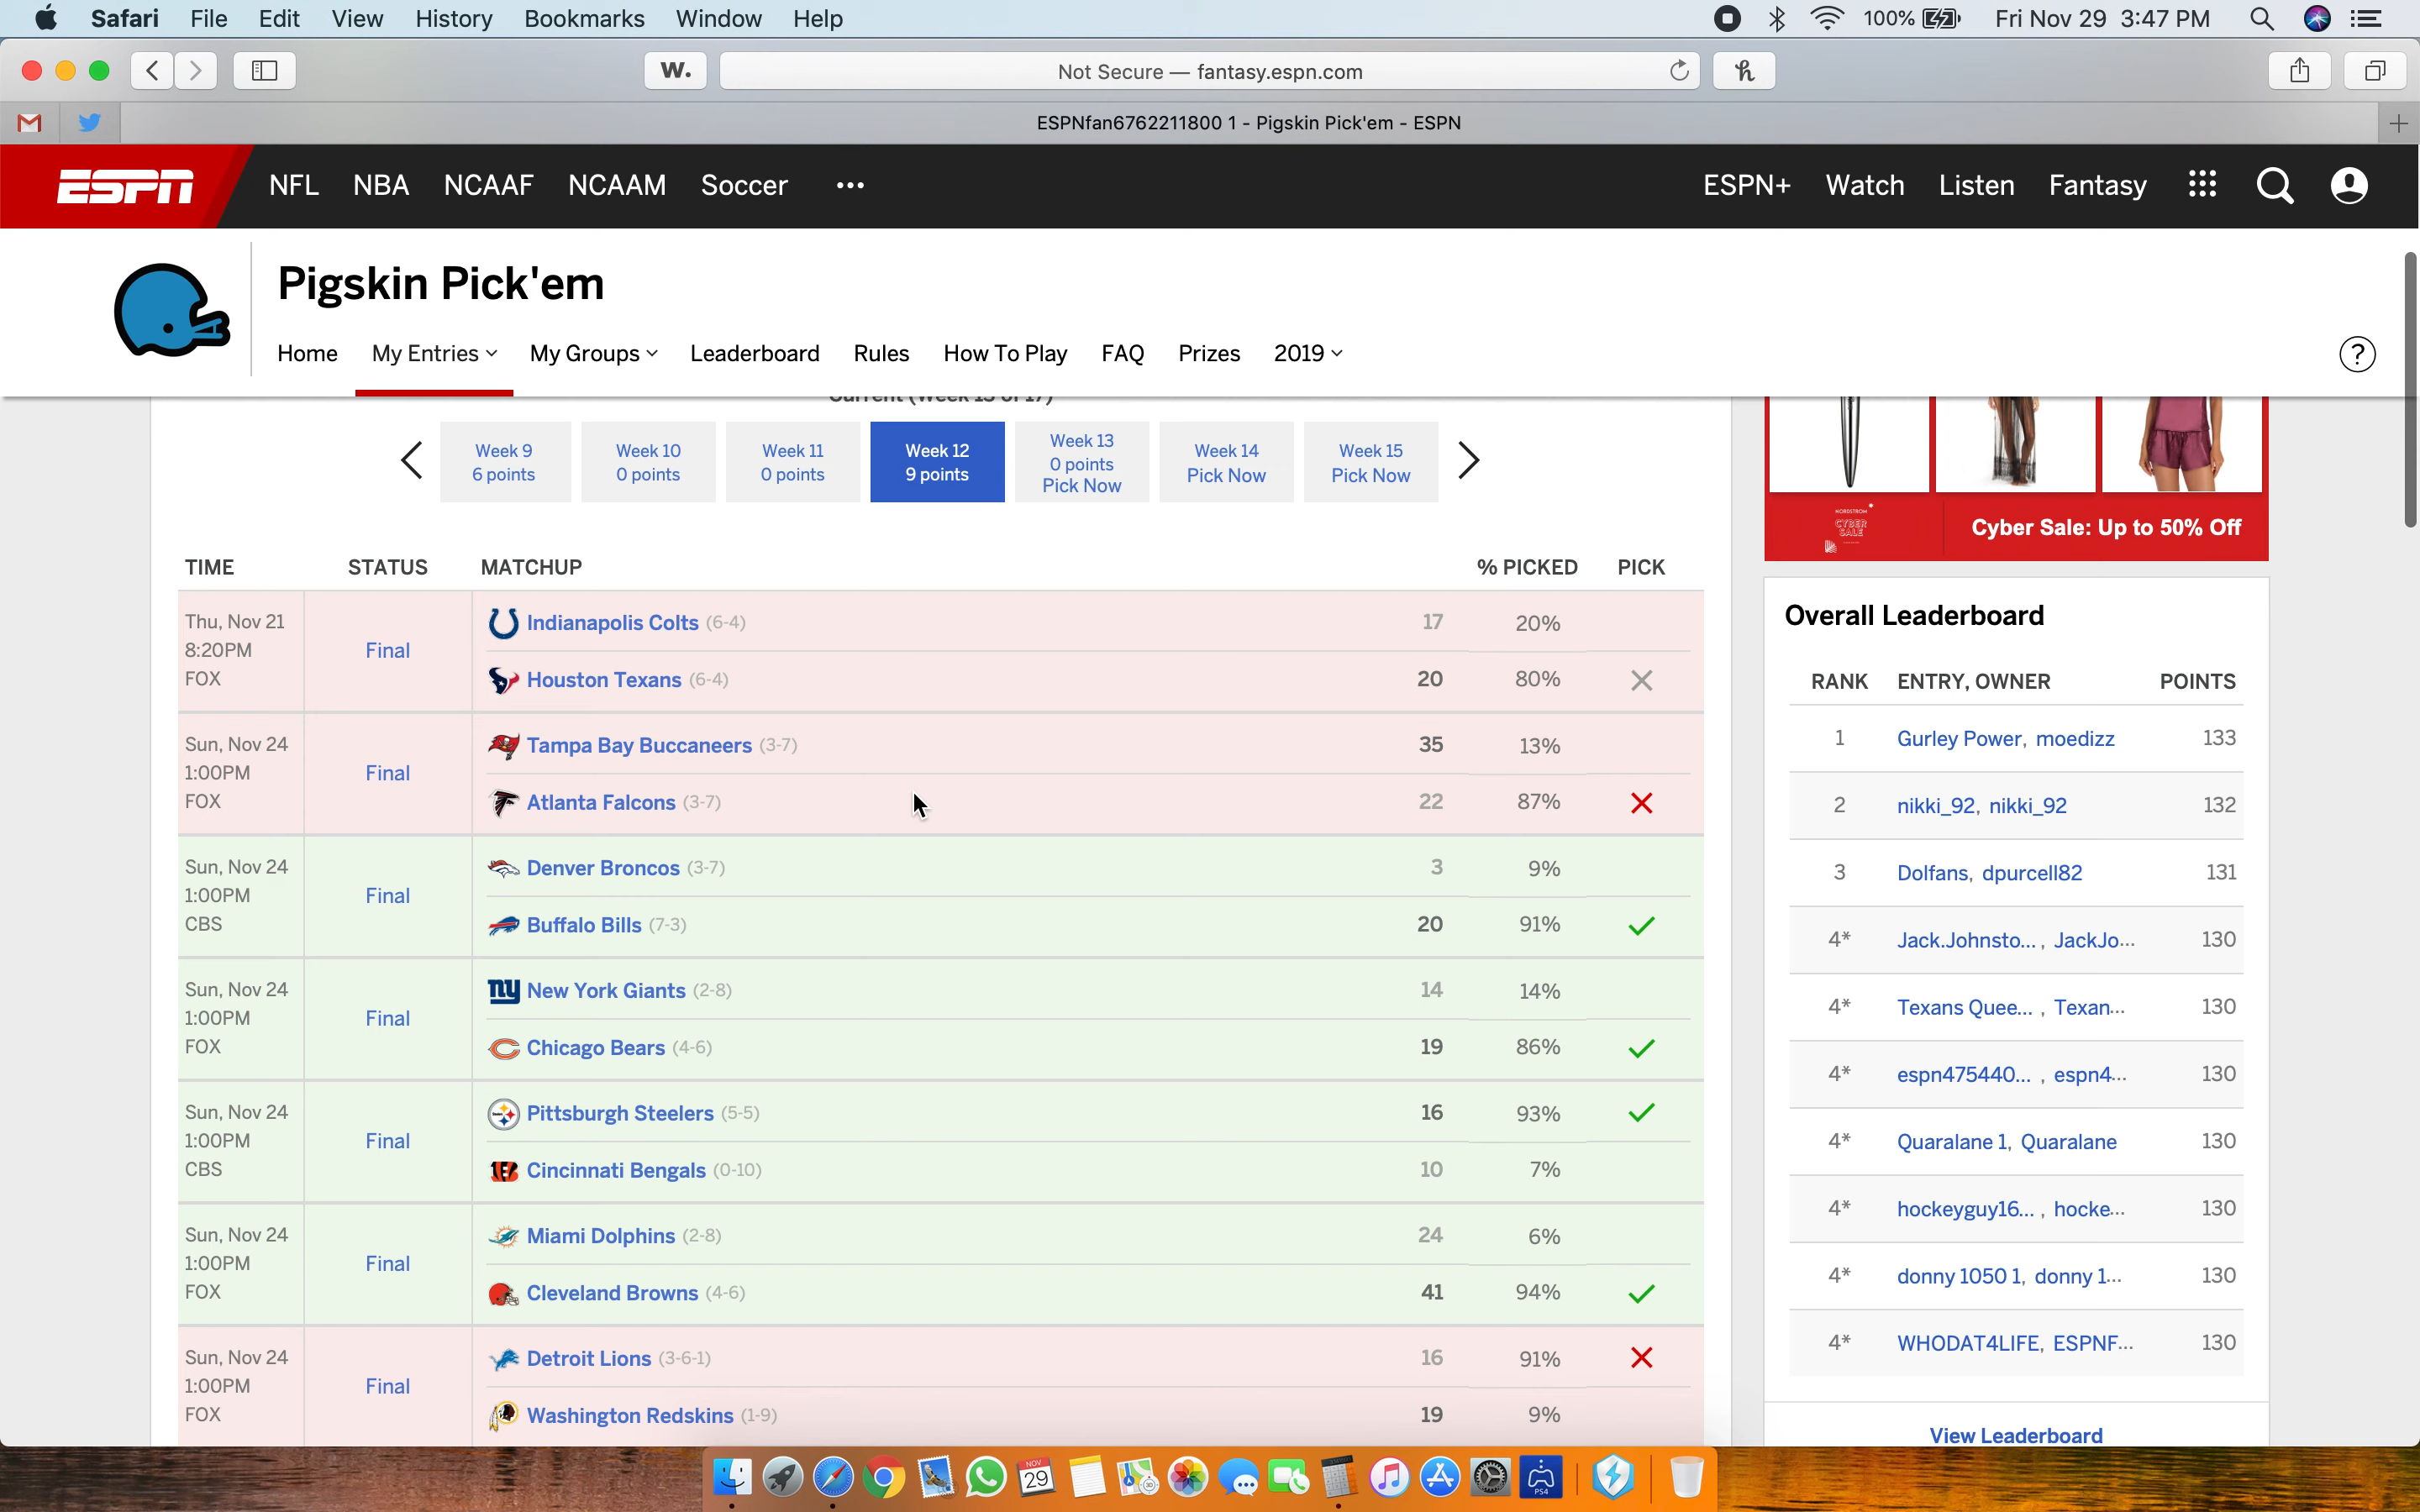 Safari File Edit View History Bookmarks Window Help 100% Fri Nov 29 3:47 PM
W. Not Secure — fantasy.espn.com
ESPNfan6762211800 1 - Pigskin Pick'em - ESPN
ESPN NFL NBA NCAAF NCAAM Soccer ••• ESPN+ Watch Listen Fantasy
Pigskin Pick'em
Home My Entries My Groups Leaderboard Rules How To Play FAQ Prizes 2019 ?
Current (Week 13 of 17)
Week 9 Week 10 Week 11 Week 12 Week 13 Week 14 Week 15
6 points 0 points 0 points 9 points 0 points Pick Now Pick Now
Pick Now
NORDSTROM
CYBER
SALE
Cyber Sale: Up to 50% Off
TIME STATUS MATCHUP % PICKED PICK
Thu, Nov 21
8:20PM
FOX
Final
Indianapolis Colts (6-4) 17 20%
Houston Texans (6-4) 20 80%
Sun, Nov 24
1:00PM
FOX
Final
Tampa Bay Buccaneers (3-7) 35 13%
Atlanta Falcons (3-7) 22 87%
Sun, Nov 24
1:00PM
CBS
Final
Denver Broncos (3-7) 3 9%
Buffalo Bills (7-3) 20 91%
Sun, Nov 24
1:00PM
FOX
Final
ny New York Giants (2-8) 14 14%
Chicago Bears (4-6) 19 86%
Sun, Nov 24
1:00PM
CBS
Final
Pittsburgh Steelers (5-5) 16 93%
Cincinnati Bengals (0-10) 10 7%
Sun, Nov 24
1:00PM
FOX
Final
Miami Dolphins (2-8) 24 6%
Cleveland Browns (4-6) 41 94%
Sun, Nov 24
1:00PM
FOX
Final
Detroit Lions (3-6-1) 16 91%
Washington Redskins (1-9) 19 9%
Overall Leaderboard
RANK ENTRY, OWNER POINTS
1 Gurley Power, moedizz 133
2 nikki_92, nikki_92 132
3 Dolfans, dpurcell82 131
4* Jack.Johnsto... , JackJo... 130
4* Texans Quee... , Texan... 130
4* espn475440... , espn4... 130
4* Quaralane 1, Quaralane 130
4* hockeyguy16... , hocke... 130
4* donny 1050 1, donny 1... 130
4* WHODAT4LIFE, ESPNF... 130
View Leaderboard
NOV
29
PS4